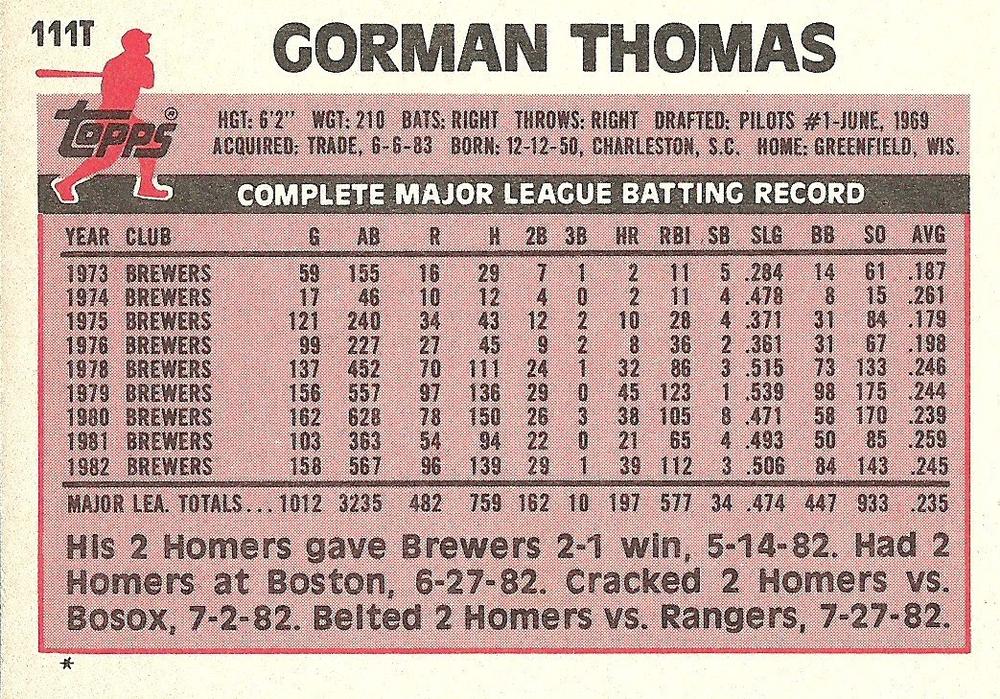 111T
GORMAN THOMAS
Topps®
HGT: 6'2" WGT: 210 BATS: RIGHT THROWS: RIGHT DRAFTED: PILOTS #1-JUNE, 1969
ACQUIRED: TRADE, 6-6-83 BORN: 12-12-50, CHARLESTON, S.C. HOME: GREENFIELD, WIS.
COMPLETE MAJOR LEAGUE BATTING RECORD
YEAR CLUB G AB R H 2B 3B HR RBI SB SLG BB SO AVG
1973 BREWERS 59 155 16 29 7 1 2 11 5 .284 14 61 .187
1974 BREWERS 17 46 10 12 4 0 2 11 4 .478 8 15 .261
1975 BREWERS 121 240 34 43 12 2 10 28 4 .371 31 84 .179
1976 BREWERS 99 227 27 45 9 2 8 36 2 .361 31 67 .198
1978 BREWERS 137 452 70 111 24 1 32 86 3 .515 73 133 .246
1979 BREWERS 156 557 97 136 29 0 45 123 1 .539 98 175 .244
1980 BREWERS 162 628 78 150 26 3 38 105 8 .471 58 170 .239
1981 BREWERS 103 363 54 94 22 0 21 65 4 .493 50 85 .259
1982 BREWERS 158 567 96 139 29 1 39 112 3 .506 84 143 .245
MAJOR LEA. TOTALS... 1012 3235 482 759 162 10 197 577 34 .474 447 933 .235
His 2 Homers gave Brewers 2-1 win, 5-14-82. Had 2
Homers at Boston, 6-27-82. Cracked 2 Homers vs.
Bosox, 7-2-82. Belted 2 Homers vs. Rangers, 7-27-82.
*